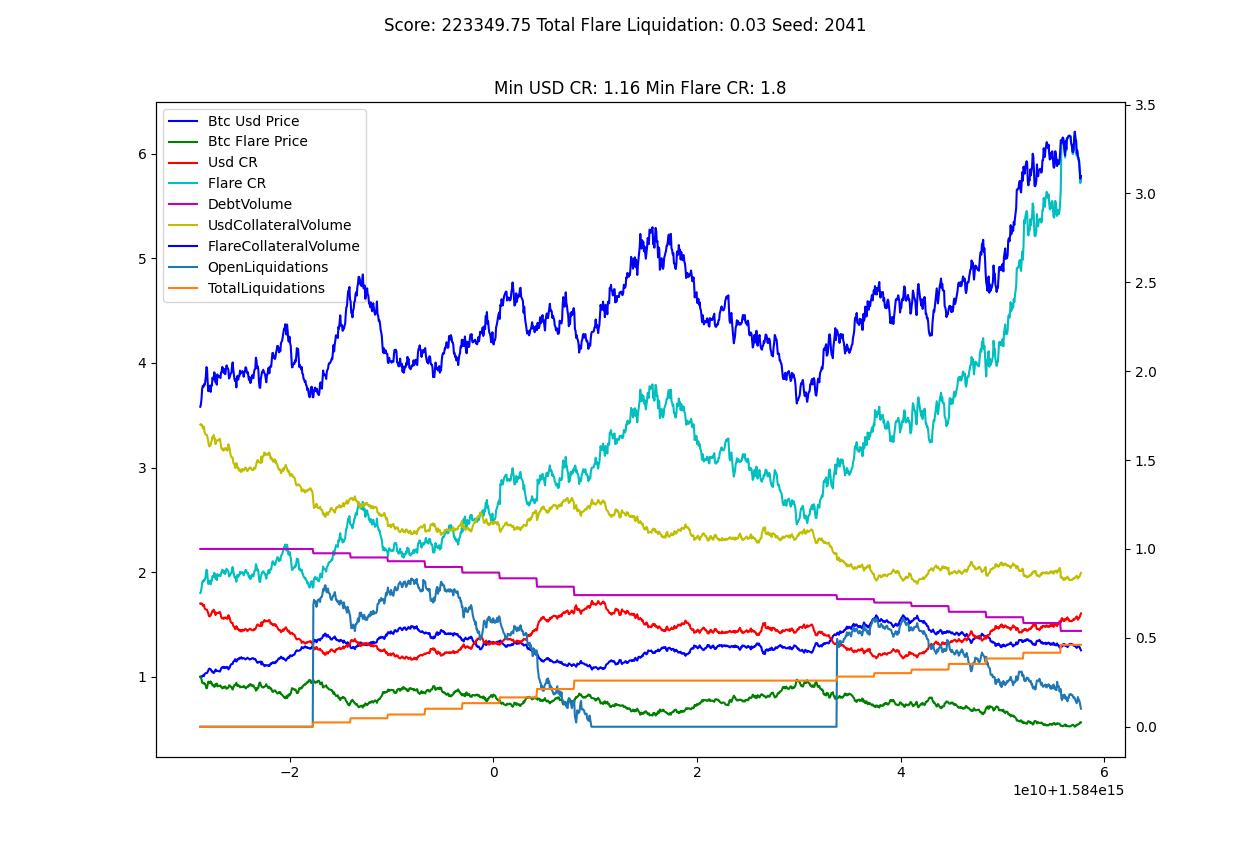 Score: 223349.75 Total Flare Liquidation: 0.03 Seed: 2041
Min USD CR: 1.16 Min Flare CR: 1.8
Btc Usd Price
Btc Flare Price
Usd CR
Flare CR
DebtVolume
UsdCollateralVolume
FlareCollateralVolume
OpenLiquidations
TotalLiquidations
6
5
4
3
2
1
3.5
3.0
2.5
2.0
1.5
1.0
0.5
0.0
−2
0
2
4
6
1e10+1.584e15